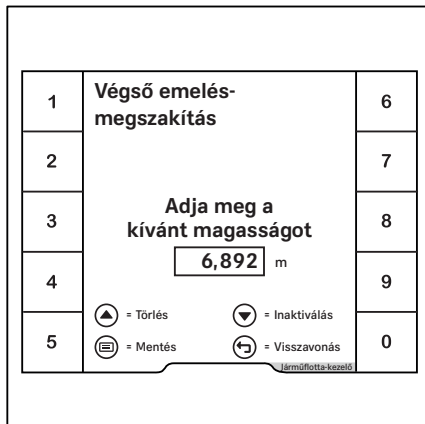 Végső emelés-
megszakítás
1
2
3
4
5
6
7
8
9
0
Adja meg a
kívánt magasságot
6,892 m
= Törlés
= Inaktiválás
= Mentés
= Visszavonás
Járműflotta-kezelő